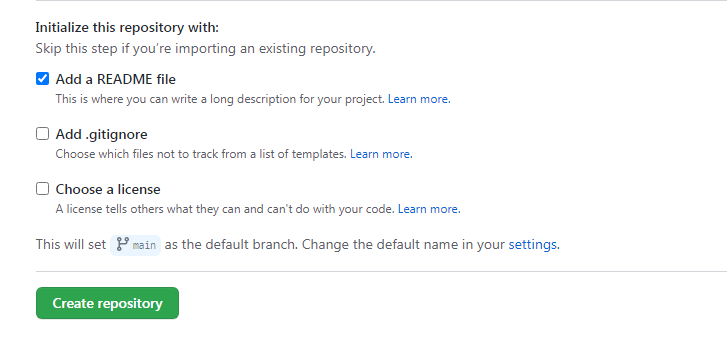 Initialize this repository with:
Skip this step if you're importing an existing repository.
Add a README file
This is where you can write a long description for your project. Learn more.
Add .gitignore
Choose which files not to track from a list of templates. Learn more.
Choose a license
A license tells others what they can and can't do with your code. Learn more.
This will set main as the default branch. Change the default name in your settings.
Create repository